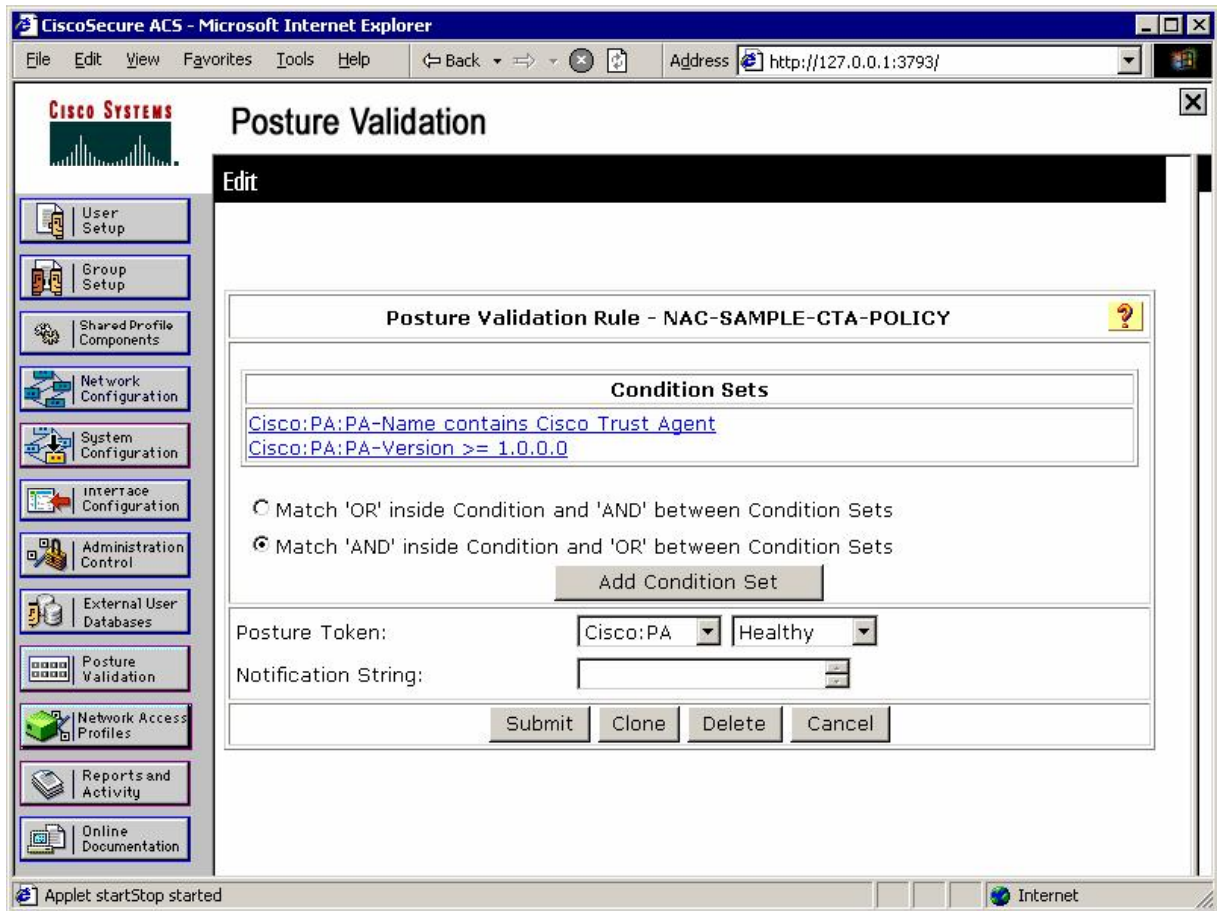 CiscoSecure ACS - Microsoft Internet Explorer
File Edit View Favorites Tools Help Back Address http://127.0.0.1:3793/
CISCO SYSTEMS
Posture Validation
Edit
User
Setup
Group
Setup
Shared Profile
Components
Network
Configuration
System
Configuration
Interface
Configuration
Administration
Control
External User
Databases
Posture
Validation
Network Access
Profiles
Reports and
Activity
Online
Documentation
Posture Validation Rule - NAC-SAMPLE-CTA-POLICY ?
Condition Sets
Cisco:PA:PA-Name contains Cisco Trust Agent
Cisco:PA:PA-Version >= 1.0.0.0
Match 'OR' inside Condition and 'AND' between Condition Sets
Match 'AND' inside Condition and 'OR' between Condition Sets
Add Condition Set
Posture Token: Cisco:PA Healthy
Notification String:
Submit Clone Delete Cancel
Applet startStop started Internet